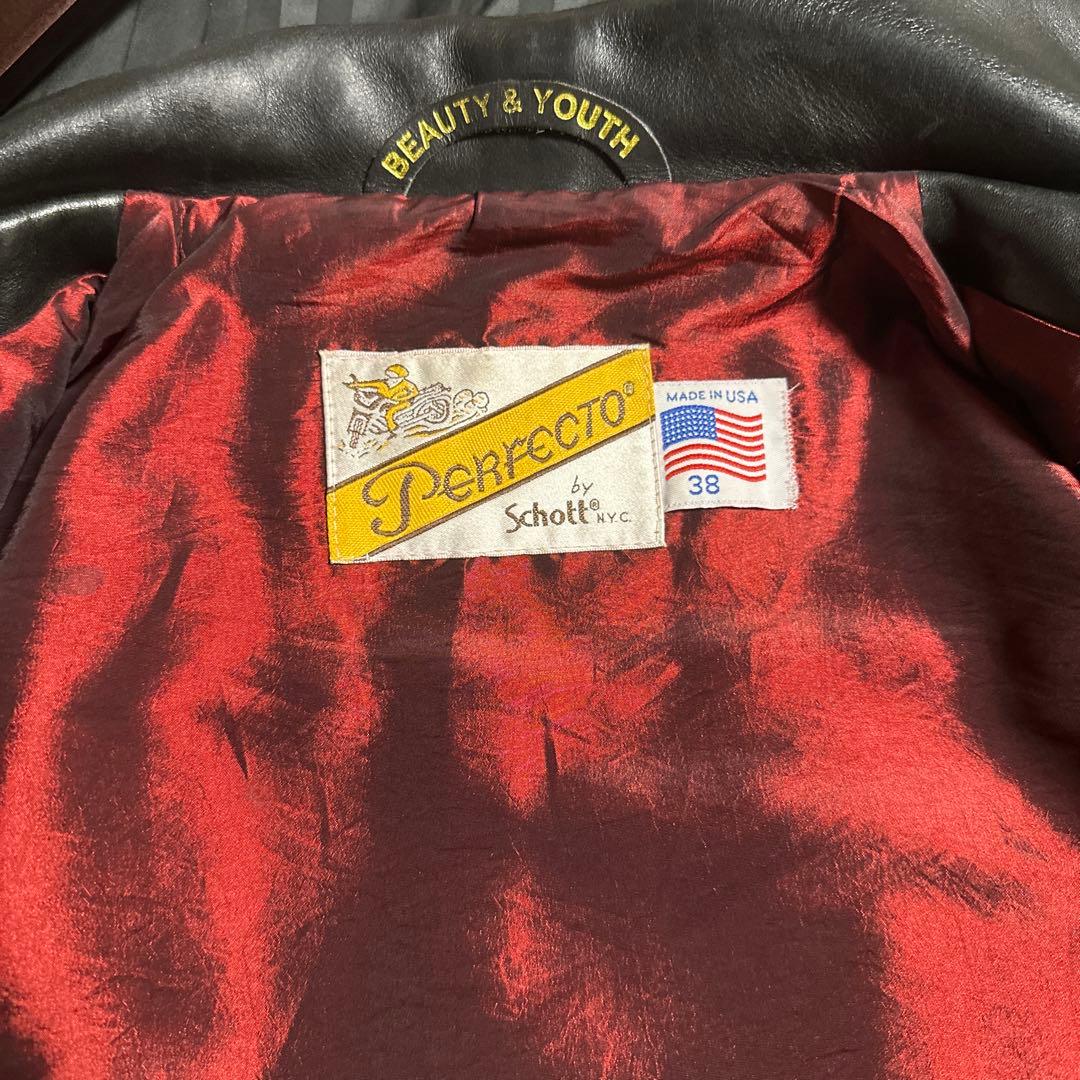 BEAUTY & YOUTH
PERFECTO®
by
Schott® N.Y.C.
MADE IN USA
38